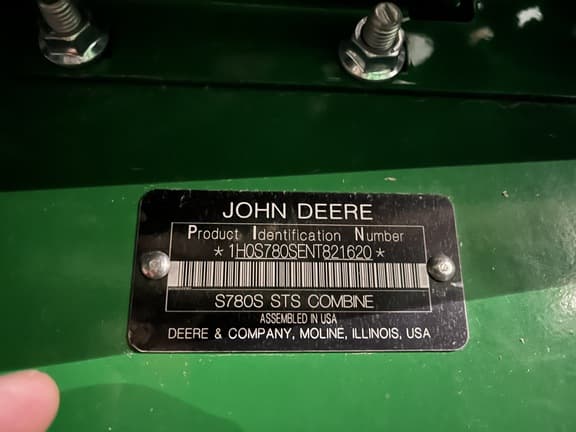 JOHN DEERE
Product Identification Number
*1H0S780SENT821620*
S780S STS COMBINE
ASSEMBLED IN USA
DEERE & COMPANY, MOLINE, ILLINOIS, USA